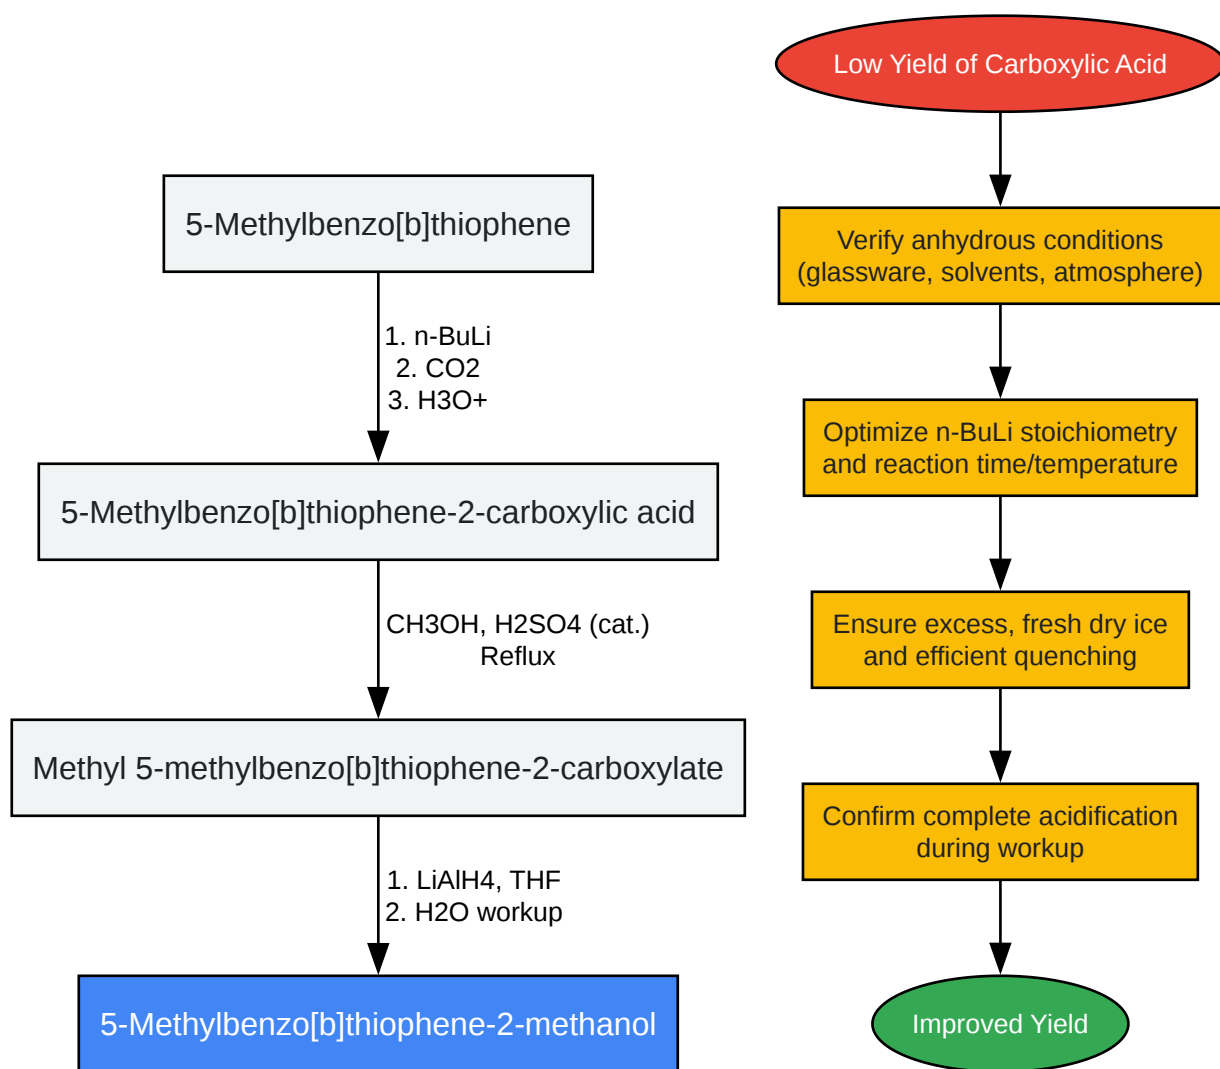 5-Methylbenzo[b]thiophene
1. n-BuLi
2. CO2
3. H3O+
5-Methylbenzo[b]thiophene-2-carboxylic acid
CH3OH, H2SO4 (cat.)
Reflux
Methyl 5-methylbenzo[b]thiophene-2-carboxylate
1. LiAlH4, THF
2. H2O workup
5-Methylbenzo[b]thiophene-2-methanol
Low Yield of Carboxylic Acid
Verify anhydrous conditions
(glassware, solvents, atmosphere)
Optimize n-BuLi stoichiometry
and reaction time/temperature
Ensure excess, fresh dry ice
and efficient quenching
Confirm complete acidification
during workup
Improved Yield